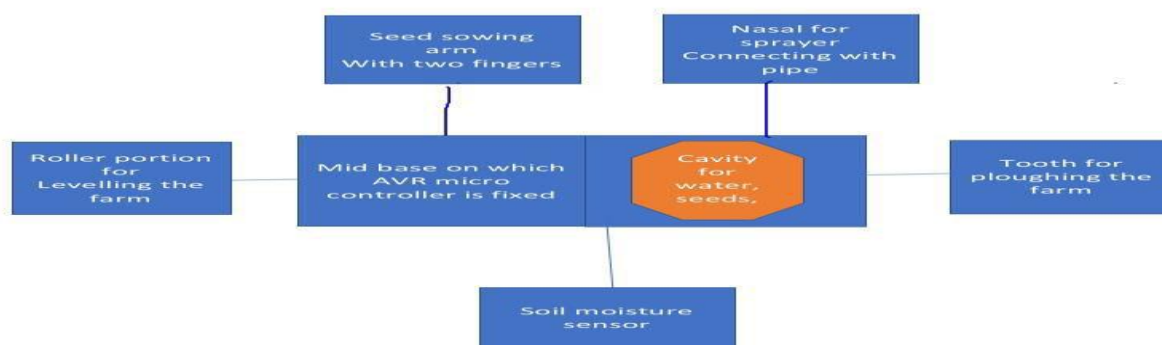 Seed sowing
arm
With two fingers
Nasal for
sprayer
Connecting with
pipe
Roller portion
for
Levelling the
farm
Mid base on which
AVR micro
controller is fixed
Cavity
for
water,
seeds,
Tooth for
ploughing the
farm
Soil moisture
sensor